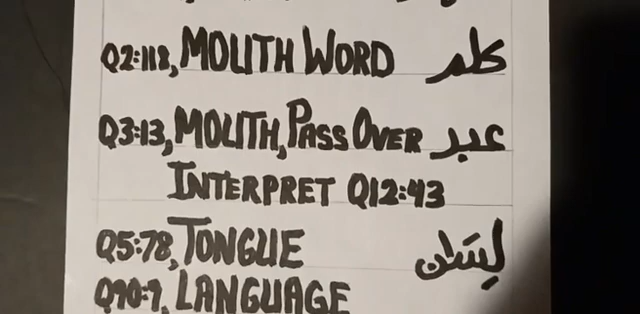 Q2:118, MOUTH WORD كلم
Q3:13, MOUTH, PASS OVER عبر
INTERPRET Q12:43
Q5:78, TONGUE لِسَان
Q90:9, LANGUAGE